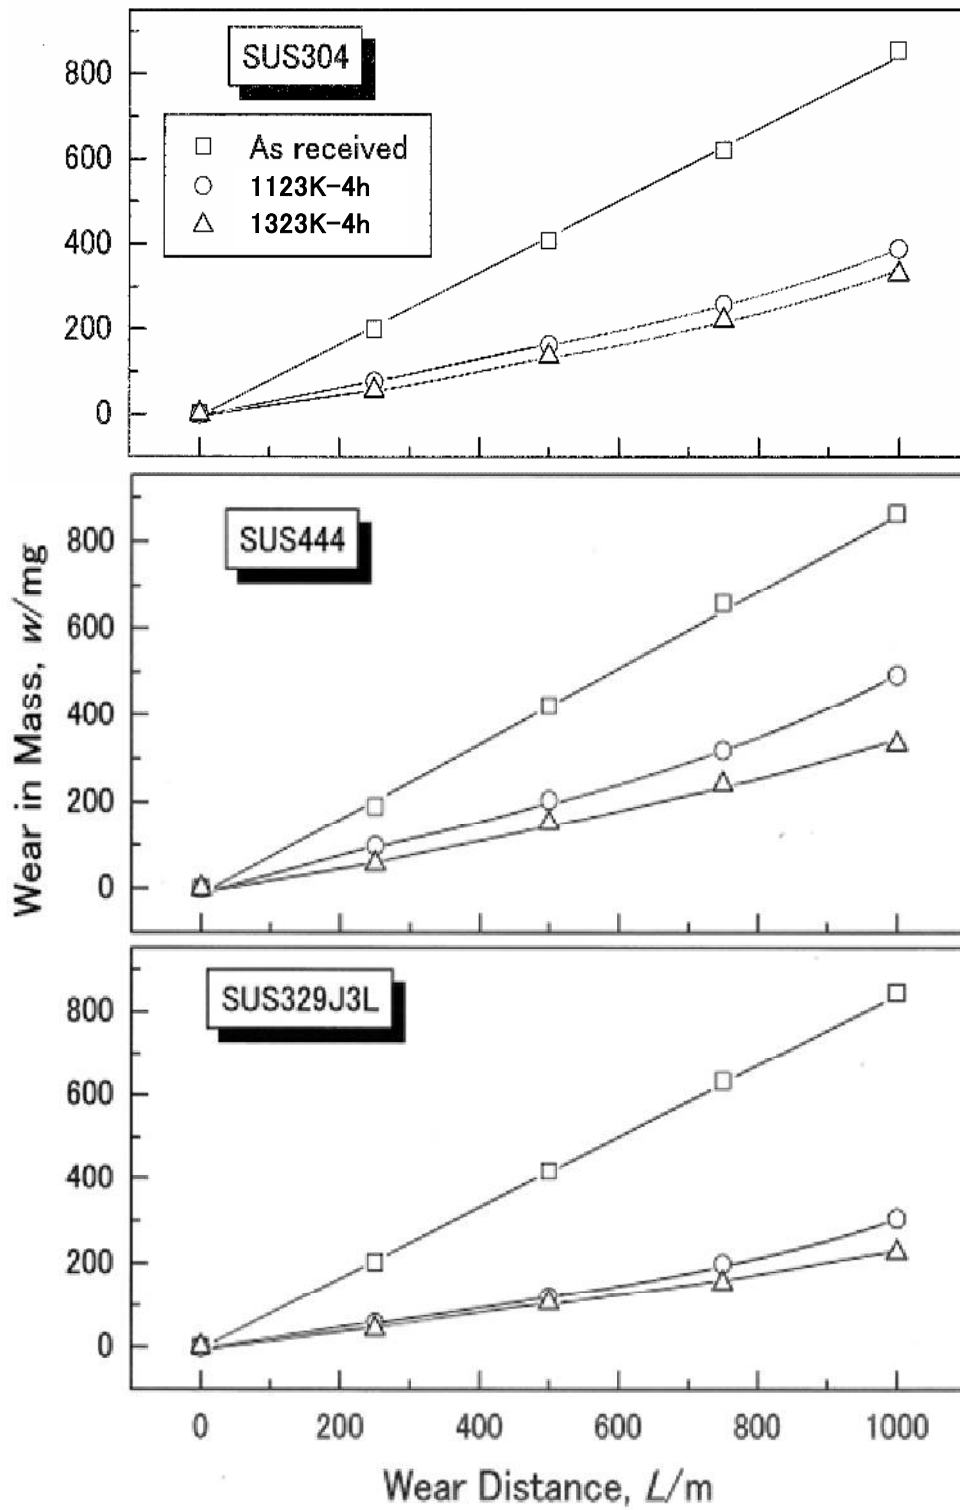 SUS304
As received
1123K-4h
1323K-4h
800
600
400
200
0
SUS444
800
600
400
200
0
Wear in Mass, w/mg
SUS329J3L
800
600
400
200
0
0 200 400 600 800 1000
Wear Distance, L/m